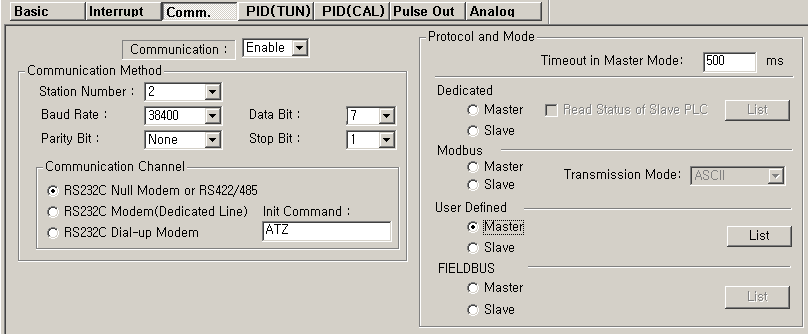 Basic Interrupt Comm. PID(TUN) PID(CAL) Pulse Out Analog
Communication : Enable
Communication Method
Station Number : 2
Baud Rate : 38400 Data Bit : 7
Parity Bit : None Stop Bit : 1
Communication Channel
RS232C Null Modem or RS422/485
RS232C Modem(Dedicated Line) Init Command :
RS232C Dial-up Modem ATZ
Protocol and Mode
Timeout in Master Mode: 500 ms
Dedicated
Master Read Status of Slave PLC List
Slave
Modbus
Master
Slave Transmission Mode: ASCII
User Defined
Master List
Slave
FIELDBUS
Master List
Slave